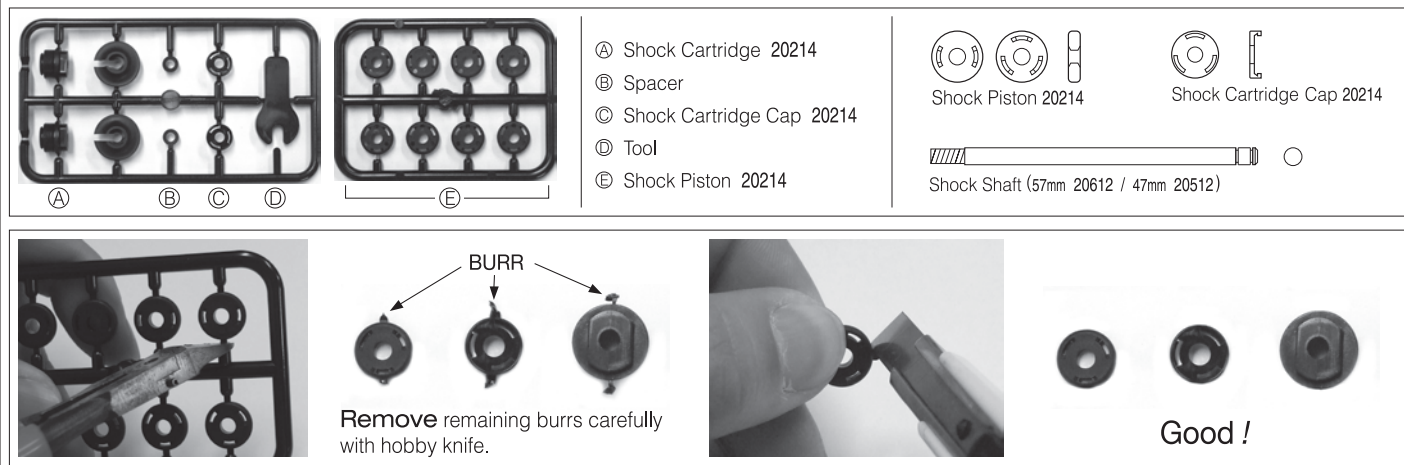 Ⓐ Ⓑ Ⓒ Ⓓ
Ⓔ
Ⓐ Shock Cartridge 20214
Ⓑ Spacer
Ⓒ Shock Cartridge Cap 20214
Ⓓ Tool
Ⓔ Shock Piston 20214
Shock Piston 20214
Shock Cartridge Cap 20214
Shock Shaft (57mm 20612 / 47mm 20512)
BURR
Remove remaining burrs carefully
with hobby knife.
Good !